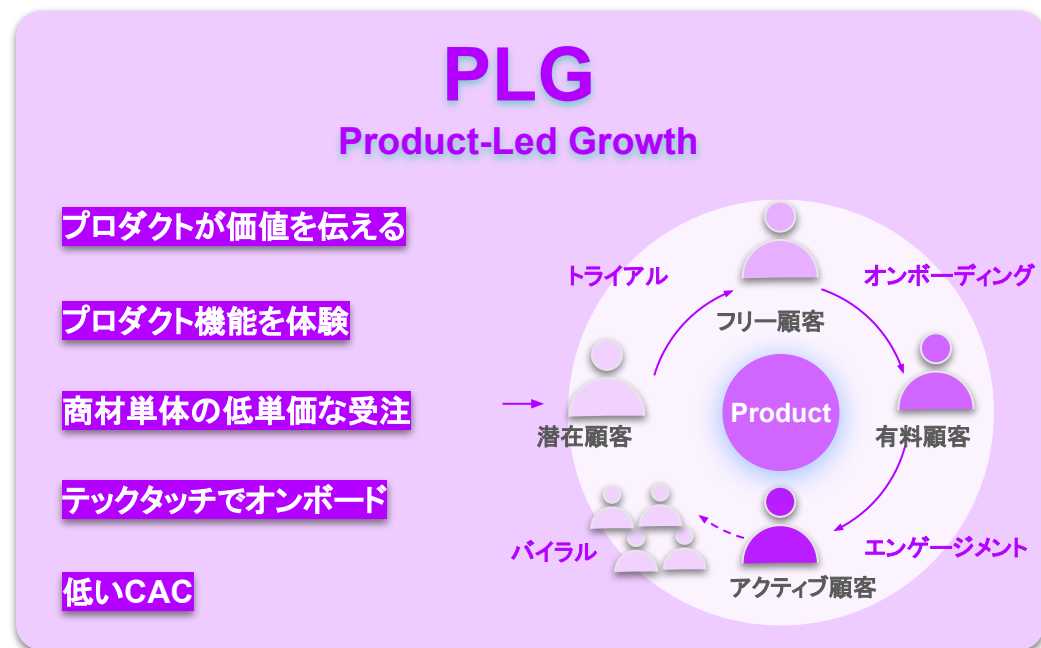 PLG
Product-Led Growth
プロダクトが価値を伝える
プロダクト機能を体験
商材単体の低単価な受注
テックタッチでオンボード
低いCAC
トライアル
オンボーディング
フリー顧客
Product
潜在顧客
有料顧客
バイラル
エンゲージメント
アクティブ顧客